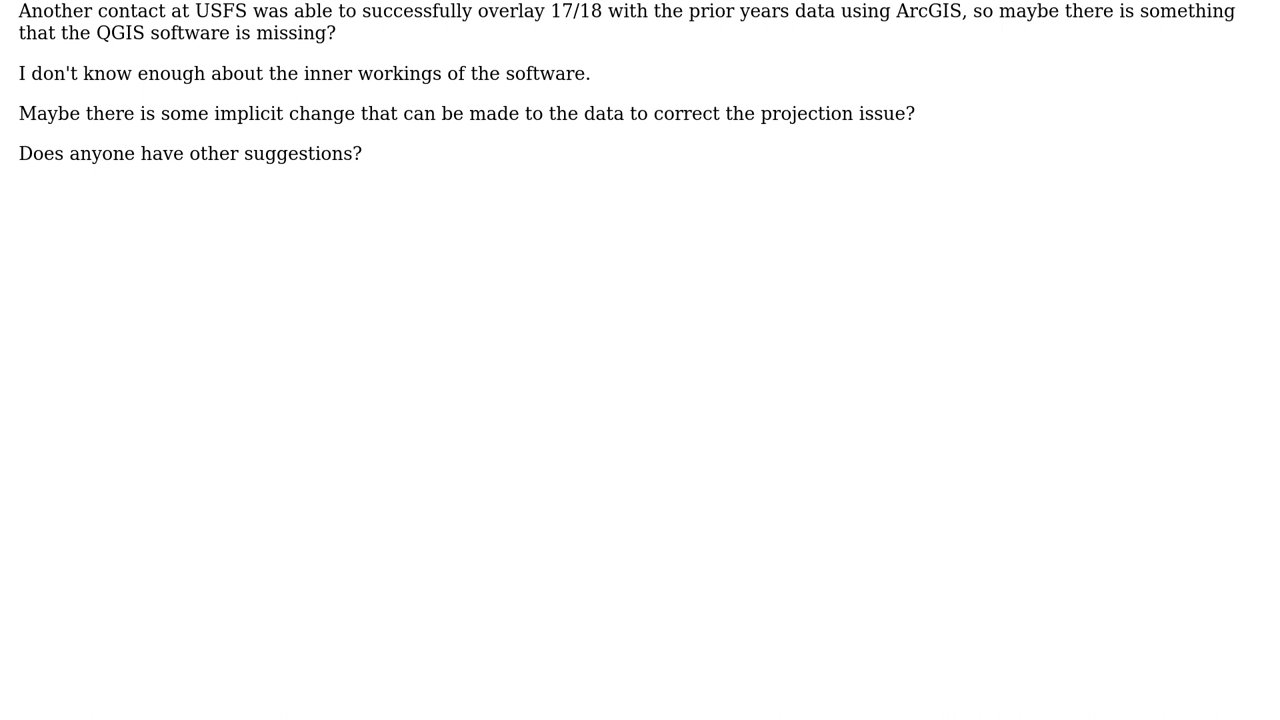 Another contact at USFS was able to successfully overlay 17/18 with the prior years data using ArcGIS, so maybe there is something
that the QGIS software is missing?
I don't know enough about the inner workings of the software.
Maybe there is some implicit change that can be made to the data to correct the projection issue?
Does anyone have other suggestions?